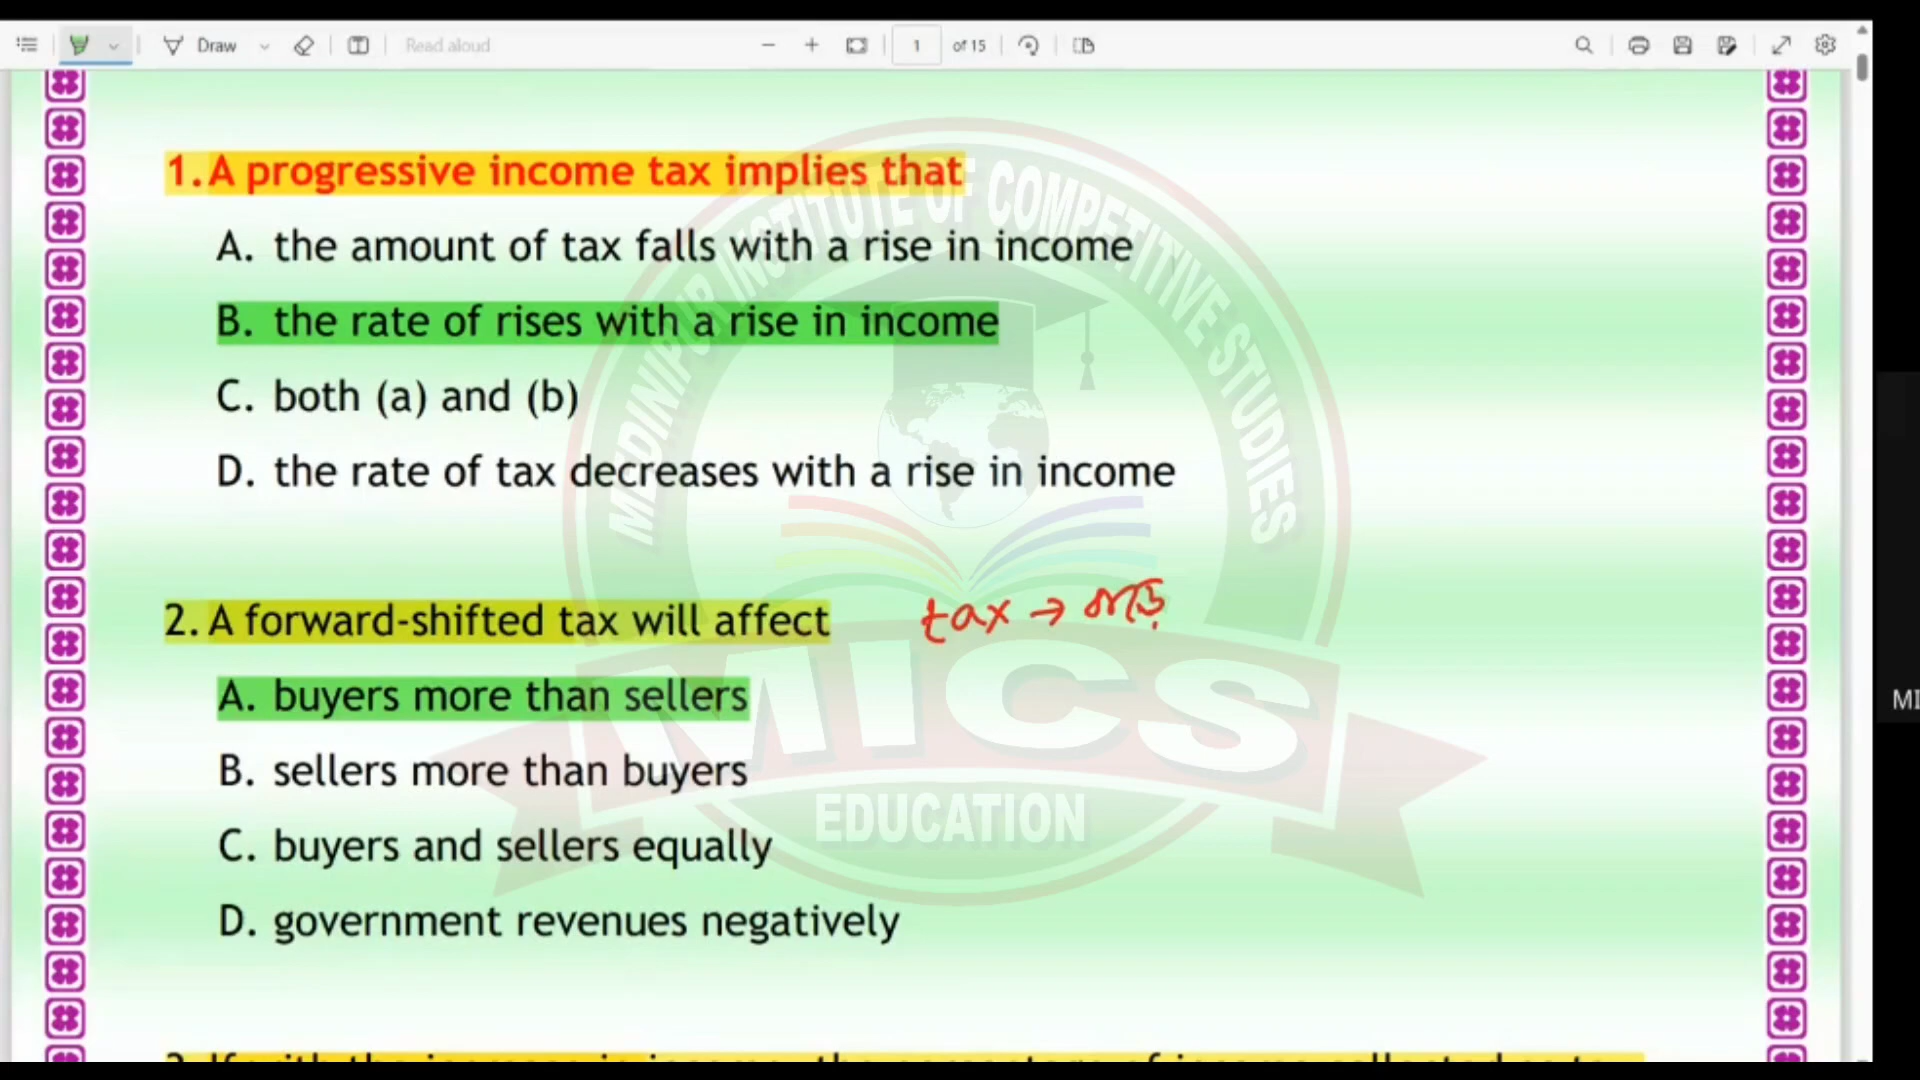 Draw
Read aloud
1
of 15
1. A progressive income tax implies that
A. the amount of tax falls with a rise in income
B. the rate of rises with a rise in income
C. both (a) and (b)
D. the rate of tax decreases with a rise in income
2. A forward-shifted tax will affect
tax →
A. buyers more than sellers
B. sellers more than buyers
C. buyers and sellers equally
D. government revenues negatively
MEDINIPUR INSTITUTE OF COMPETITIVE STUDIES
MICS
EDUCATION
MI